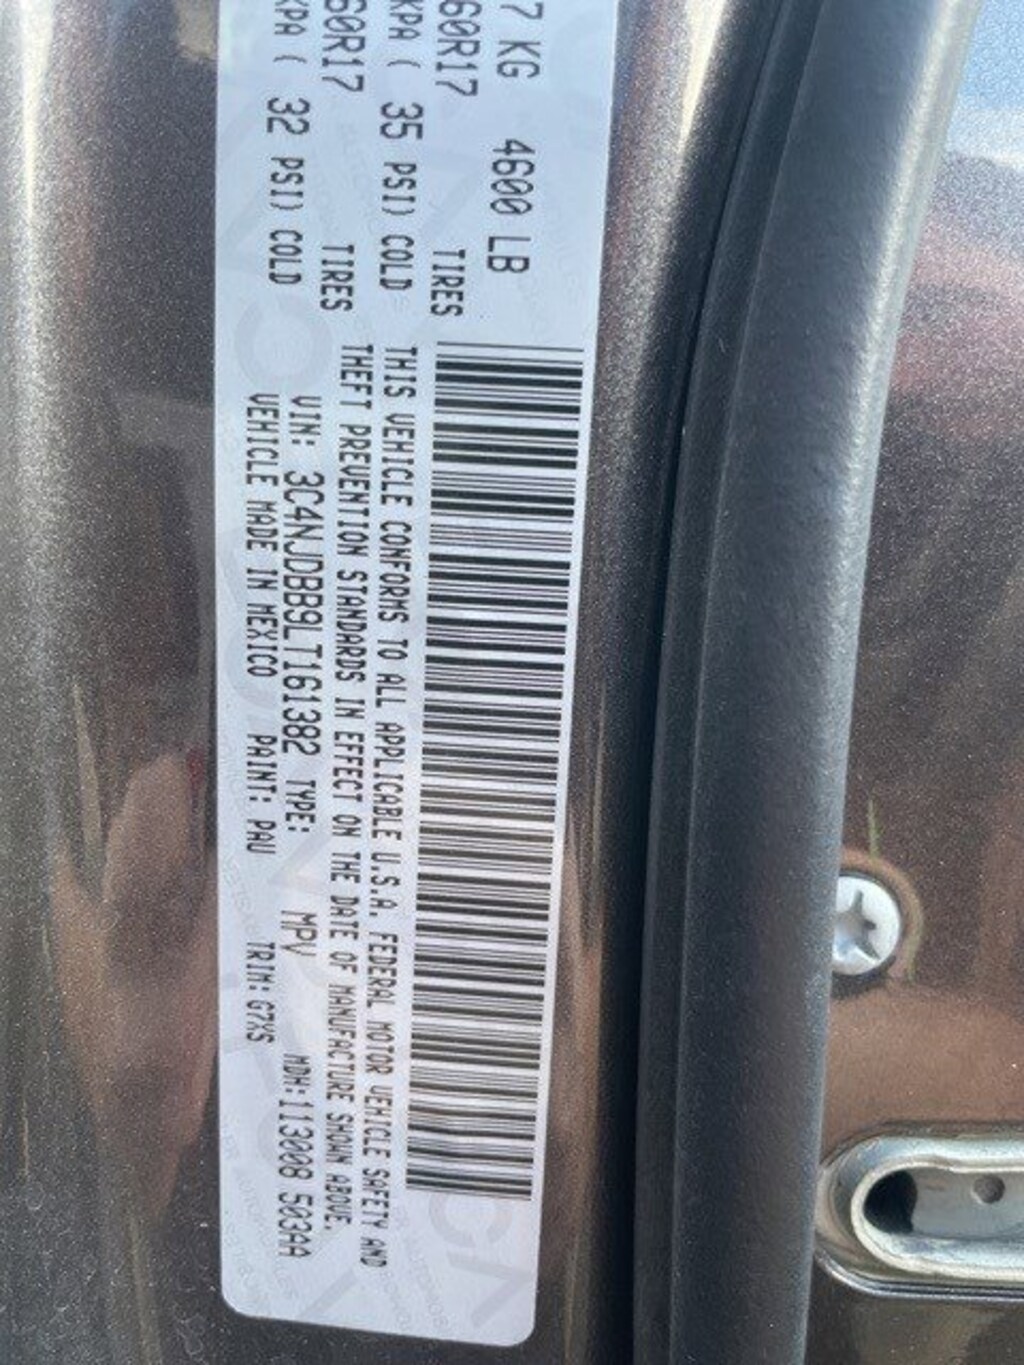 7 KG 4600 LB
60R17 TIRES
KPA ( 35 PSI) COLD
60R17 TIRES
KPA ( 32 PSI) COLD
THIS VEHICLE CONFORMS TO ALL APPLICABLE U.S.A. FEDERAL MOTOR VEHICLE SAFETY AND
THEFT PREVENTION STANDARDS IN EFFECT ON THE DATE OF MANUFACTURE SHOWN ABOVE.
VIN: 3C4NJDBB9LT161382 TYPE: MPV MDH:113008 503AA
VEHICLE MADE IN MEXICO PAINT: PAU TRIM: G7XS